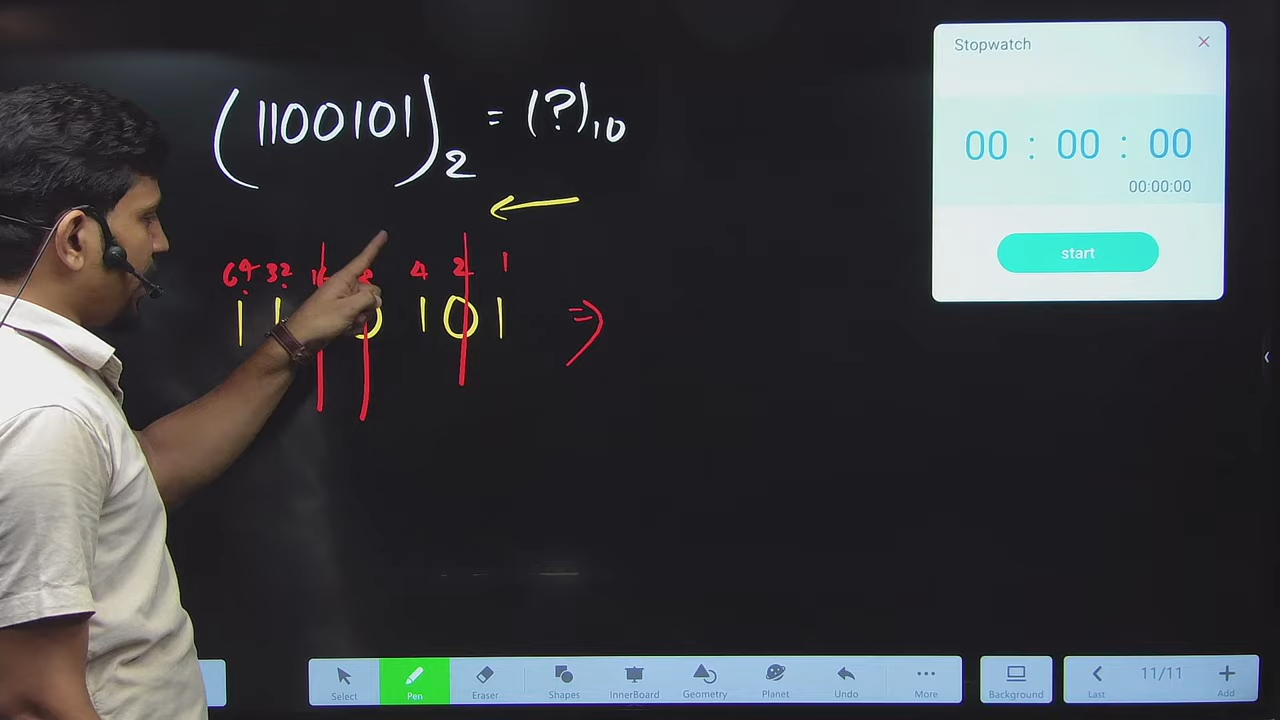 (1100101)₂ = (?)₁₀
64 32 4 2 1
1 1 0 1 0 1 ⇒
Stopwatch ×
00 : 00 : 00
00:00:00
start
Select Pen Eraser Shapes InnerBoard Geometry Planet Undo More Background Last 11/11 Add